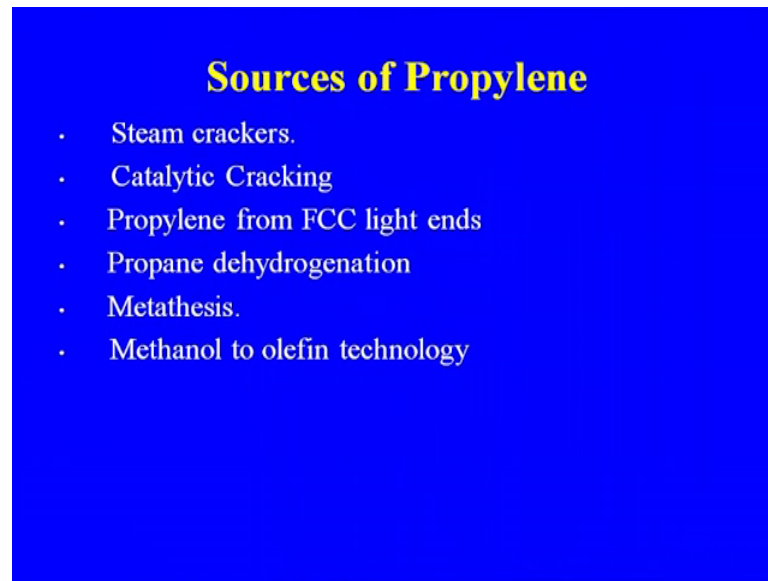 Sources of Propylene
· Steam crackers.
· Catalytic Cracking
· Propylene from FCC light ends
· Propane dehydrogenation
· Metathesis.
· Methanol to olefin technology